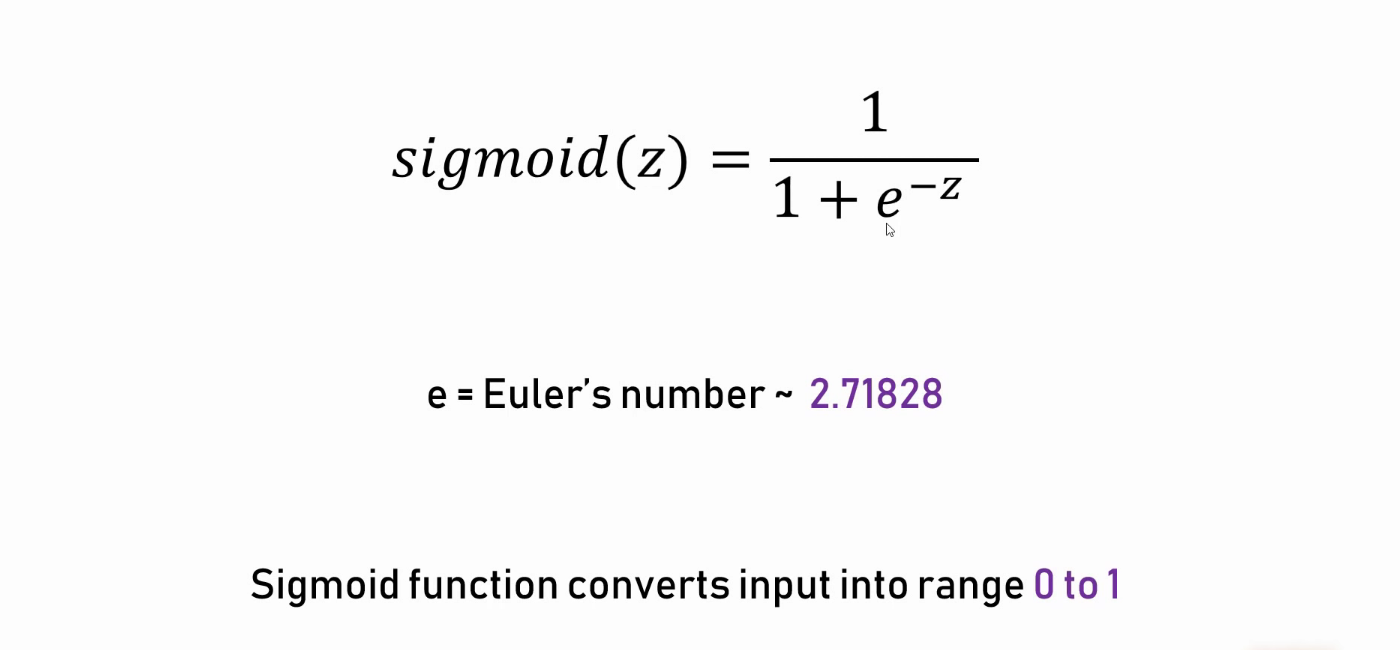 sigmoid(z) = 1 / (1 + e^−z)
e = Euler’s number ~ 2.71828
Sigmoid function converts input into range 0 to 1